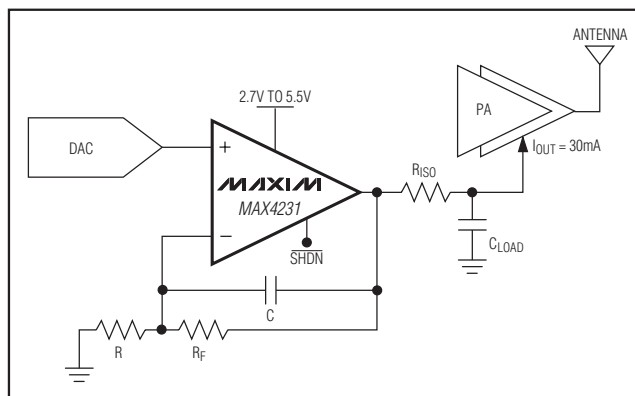 ANTENNA
2.7V TO 5.5V
PA
DAC
+
IOUT = 30mA
RISO
MAXIM
MAX4231
−
CLOAD
SHDN
C
R
RF